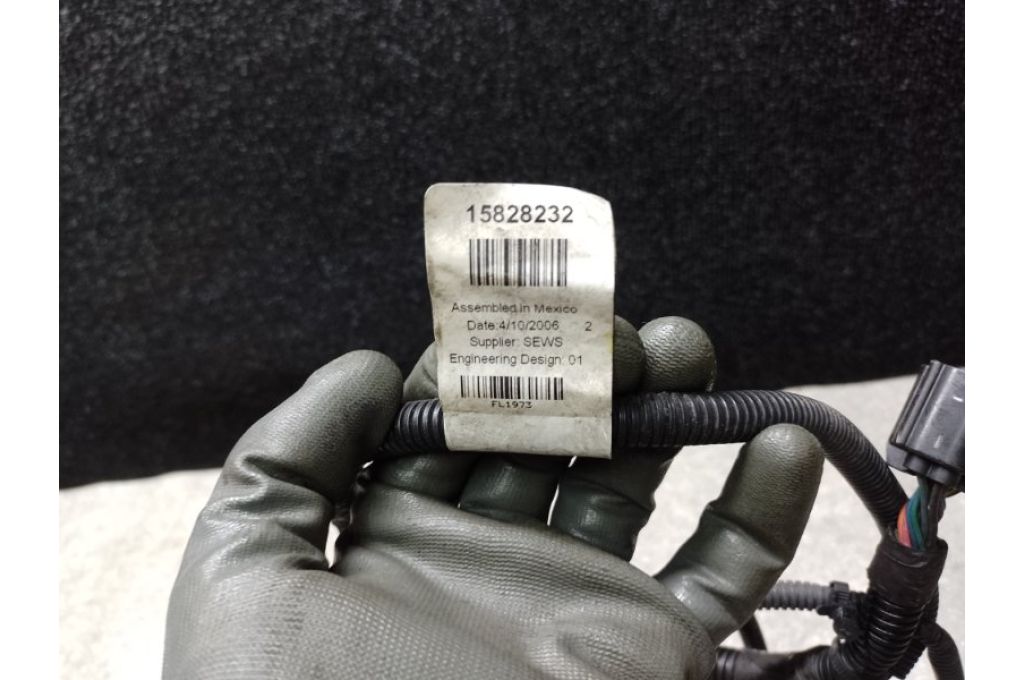 15828232
Assembled in Mexico
Date:4/10/2006 2
Supplier: SEWS
Engineering Design: 01
FL1973